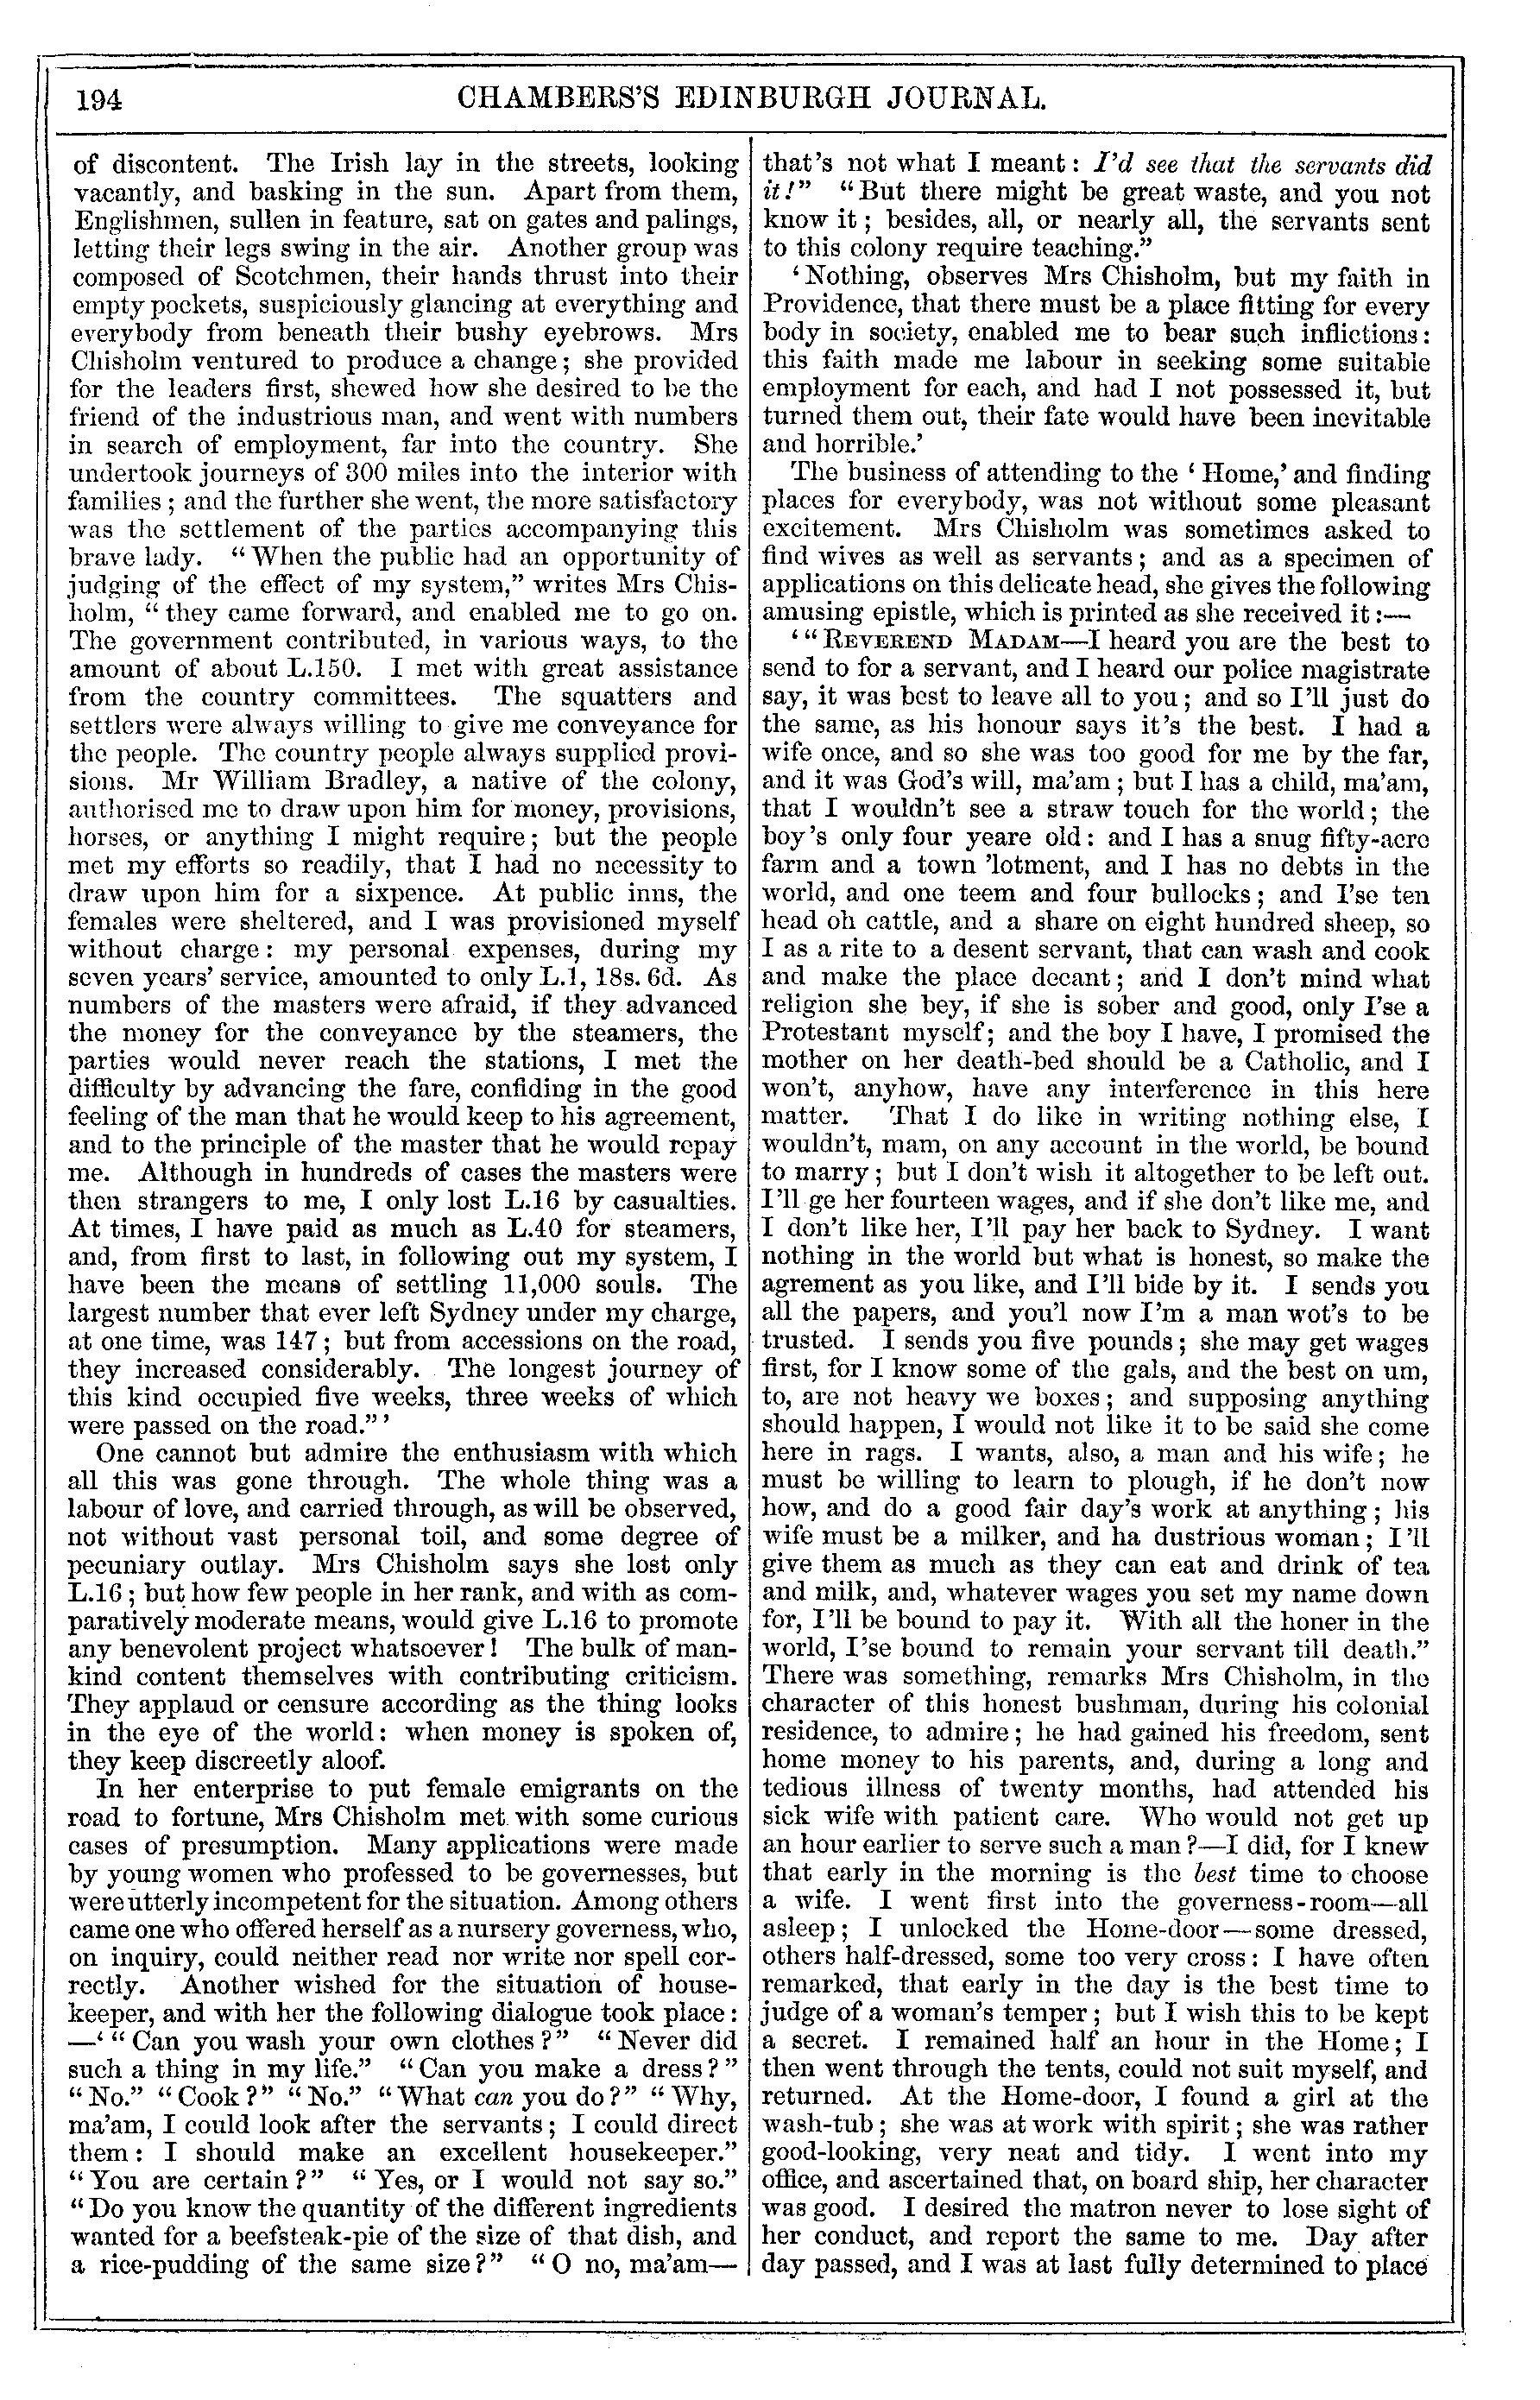 194 CHAMBERS'S EDINBURGH JOURNAL.
of discontent. The Irish lay in the streets, looking
vacantly, and basking in the sun. Apart from them,
Englishmen, sullen in feature, sat on gates and palings,
letting their legs swing in the air. Another group was
composed of Scotchmen, their hands thrust into their
empty pockets, suspiciously glancing at everything and
everybody from beneath their bushy eyebrows. Mrs
Chisholm ventured to produce a change; she provided
for the leaders first, shewed how she desired to be the
friend of the industrious man, and went with numbers
in search of employment, far into the country. She
undertook journeys of 300 miles into the interior with
families; and the further she went, the more satisfactory
was the settlement of the parties accompanying this
brave lady. "When the public had an opportunity of
judging of the effect of my system," writes Mrs Chis-
holm, "they came forward, and enabled me to go on.
The government contributed, in various ways, to the
amount of about L.150. I met with great assistance
from the country committees. The squatters and
settlers were always willing to give me conveyance for
the people. The country people always supplied provi-
sions. Mr William Bradley, a native of the colony,
authorised me to draw upon him for money, provisions,
horses, or anything I might require; but the people
met my efforts so readily, that I had no necessity to
draw upon him for a sixpence. At public inns, the
females were sheltered, and I was provisioned myself
without charge: my personal expenses, during my
seven years' service, amounted to only L.1, 18s. 6d. As
numbers of the masters were afraid, if they advanced
the money for the conveyance by the steamers, the
parties would never reach the stations, I met the
difficulty by advancing the fare, confiding in the good
feeling of the man that he would keep to his agreement,
and to the principle of the master that he would repay
me. Although in hundreds of cases the masters were
then strangers to me, I only lost L.16 by casualties.
At times, I have paid as much as L.40 for steamers,
and, from first to last, in following out my system, I
have been the means of settling 11,000 souls. The
largest number that ever left Sydney under my charge,
at one time, was 147; but from accessions on the road,
they increased considerably. The longest journey of
this kind occupied five weeks, three weeks of which
were passed on the road."'
One cannot but admire the enthusiasm with which
all this was gone through. The whole thing was a
labour of love, and carried through, as will be observed,
not without vast personal toil, and some degree of
pecuniary outlay. Mrs Chisholm says she lost only
L.16; but how few people in her rank, and with as com-
paratively moderate means, would give L.16 to promote
any benevolent project whatsoever! The bulk of man-
kind content themselves with contributing criticism.
They applaud or censure according as the thing looks
in the eye of the world: when money is spoken of,
they keep discreetly aloof.
In her enterprise to put female emigrants on the
road to fortune, Mrs Chisholm met with some curious
cases of presumption. Many applications were made
by young women who professed to be governesses, but
were utterly incompetent for the situation. Among others
came one who offered herself as a nursery governess, who,
on inquiry, could neither read nor write nor spell cor-
rectly. Another wished for the situation of house-
keeper, and with her the following dialogue took place:
—'"Can you wash your own clothes?" "Never did
such a thing in my life." "Can you make a dress?"
"No." "Cook?" "No." "What can you do?" "Why,
ma'am, I could look after the servants; I could direct
them: I should make an excellent housekeeper."
"You are certain?" "Yes, or I would not say so."
"Do you know the quantity of the different ingredients
wanted for a beefsteak-pie of the size of that dish, and
a rice-pudding of the same size?" "O no, ma'am—
that's not what I meant: I'd see that the servants did
it!" "But there might be great waste, and you not
know it; besides, all, or nearly all, the servants sent
to this colony require teaching."
'Nothing, observes Mrs Chisholm, but my faith in
Providence, that there must be a place fitting for every
body in society, enabled me to bear such inflictions:
this faith made me labour in seeking some suitable
employment for each, and had I not possessed it, but
turned them out, their fate would have been inevitable
and horrible.'
The business of attending to the 'Home,' and finding
places for everybody, was not without some pleasant
excitement. Mrs Chisholm was sometimes asked to
find wives as well as servants; and as a specimen of
applications on this delicate head, she gives the following
amusing epistle, which is printed as she received it:—
'"REVEREND MADAM—I heard you are the best to
send to for a servant, and I heard our police magistrate
say, it was best to leave all to you; and so I'll just do
the same, as his honour says it's the best. I had a
wife once, and so she was too good for me by the far,
and it was God's will, ma'am; but I has a child, ma'am,
that I wouldn't see a straw touch for the world; the
boy's only four yeare old: and I has a snug fifty-acre
farm and a town 'lotment, and I has no debts in the
world, and one teem and four bullocks; and I'se ten
head oh cattle, and a share on eight hundred sheep, so
I as a rite to a desent servant, that can wash and cook
and make the place decant; and I don't mind what
religion she bey, if she is sober and good, only I'se a
Protestant myself; and the boy I have, I promised the
mother on her death-bed should be a Catholic, and I
won't, anyhow, have any interference in this here
matter. That I do like in writing nothing else, I
wouldn't, mam, on any account in the world, be bound
to marry; but I don't wish it altogether to be left out.
I'll ge her fourteen wages, and if she don't like me, and
I don't like her, I'll pay her back to Sydney. I want
nothing in the world but what is honest, so make the
agrement as you like, and I'll bide by it. I sends you
all the papers, and you'l now I'm a man wot's to be
trusted. I sends you five pounds; she may get wages
first, for I know some of the gals, and the best on um,
to, are not heavy we boxes; and supposing anything
should happen, I would not like it to be said she come
here in rags. I wants, also, a man and his wife; he
must be willing to learn to plough, if he don't now
how, and do a good fair day's work at anything; his
wife must be a milker, and ha dustrious woman; I'll
give them as much as they can eat and drink of tea
and milk, and, whatever wages you set my name down
for, I'll be bound to pay it. With all the honer in the
world, I'se bound to remain your servant till death."
There was something, remarks Mrs Chisholm, in the
character of this honest bushman, during his colonial
residence, to admire; he had gained his freedom, sent
home money to his parents, and, during a long and
tedious illness of twenty months, had attended his
sick wife with patient care. Who would not get up
an hour earlier to serve such a man?—I did, for I knew
that early in the morning is the best time to choose
a wife. I went first into the governess-room—all
asleep; I unlocked the Home-door—some dressed,
others half-dressed, some too very cross: I have often
remarked, that early in the day is the best time to
judge of a woman's temper; but I wish this to be kept
a secret. I remained half an hour in the Home; I
then went through the tents, could not suit myself, and
returned. At the Home-door, I found a girl at the
wash-tub; she was at work with spirit; she was rather
good-looking, very neat and tidy. I went into my
office, and ascertained that, on board ship, her character
was good. I desired the matron never to lose sight of
her conduct, and report the same to me. Day after
day passed, and I was at last fully determined to place